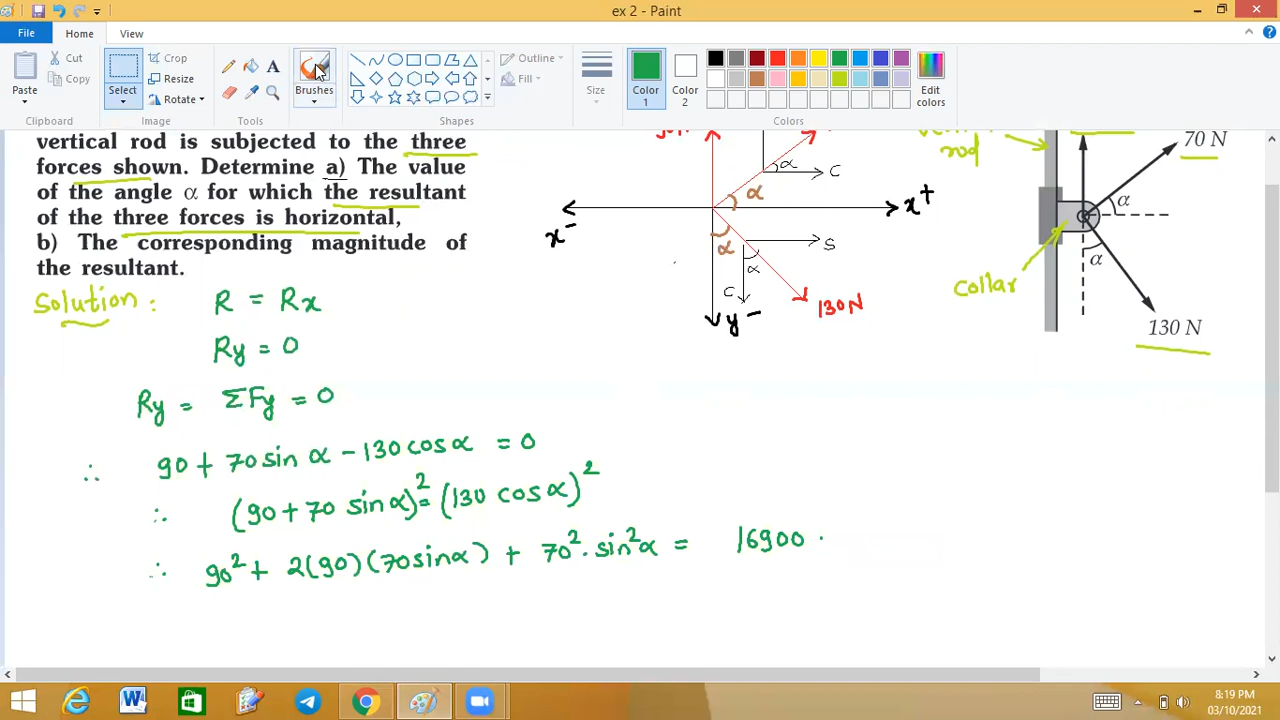 ex 2 - Paint
File Home View
Paste
Cut
Copy
Clipboard
Select
Crop
Resize
Rotate
Image
A
Tools
Brushes
Outline
Fill
Shapes
Size
Color 1
Color 2
Edit colors
Colors
vertical rod is subjected to the three
forces shown. Determine a) The value
of the angle α for which the resultant
of the three forces is horizontal,
b) The corresponding magnitude of
the resultant.
Solution :
R = Rx
Ry = 0
Ry = ΣFy = 0
∴ 90 + 70 sin α - 130 cos α = 0
∴ (90 + 70 sin α)² = (130 cos α)²
∴ 90² + 2(90)(70 sin α) + 70² . sin² α = 16900 .
α
C
α
x+
x-
α
S
α
C
130N
y-
rod
70 N
α
α
collar
130 N
8:19 PM
03/10/2021